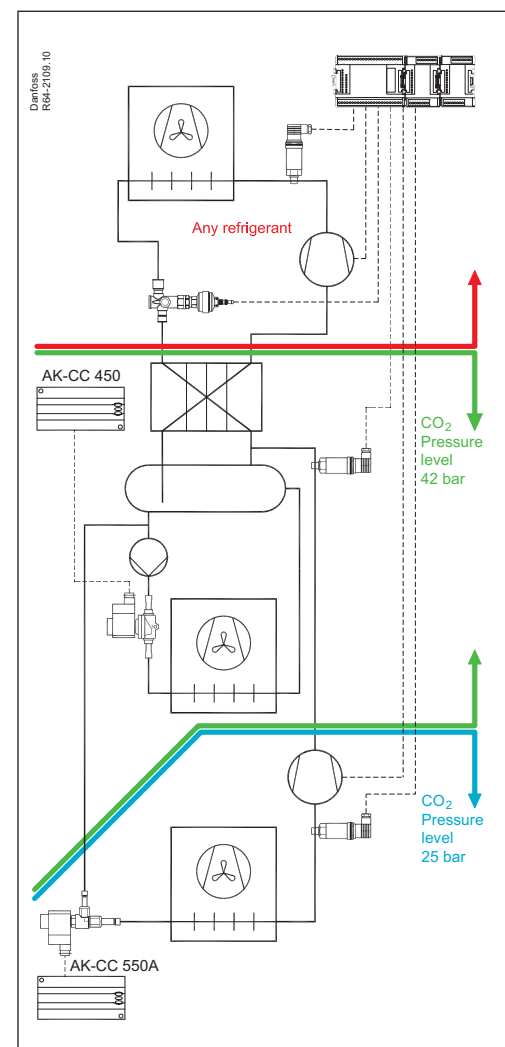 Danfoss
R64-2109.10
Any refrigerant
AK-CC 450
CO₂
Pressure
level
42 bar
CO₂
Pressure
level
25 bar
AK-CC 550A